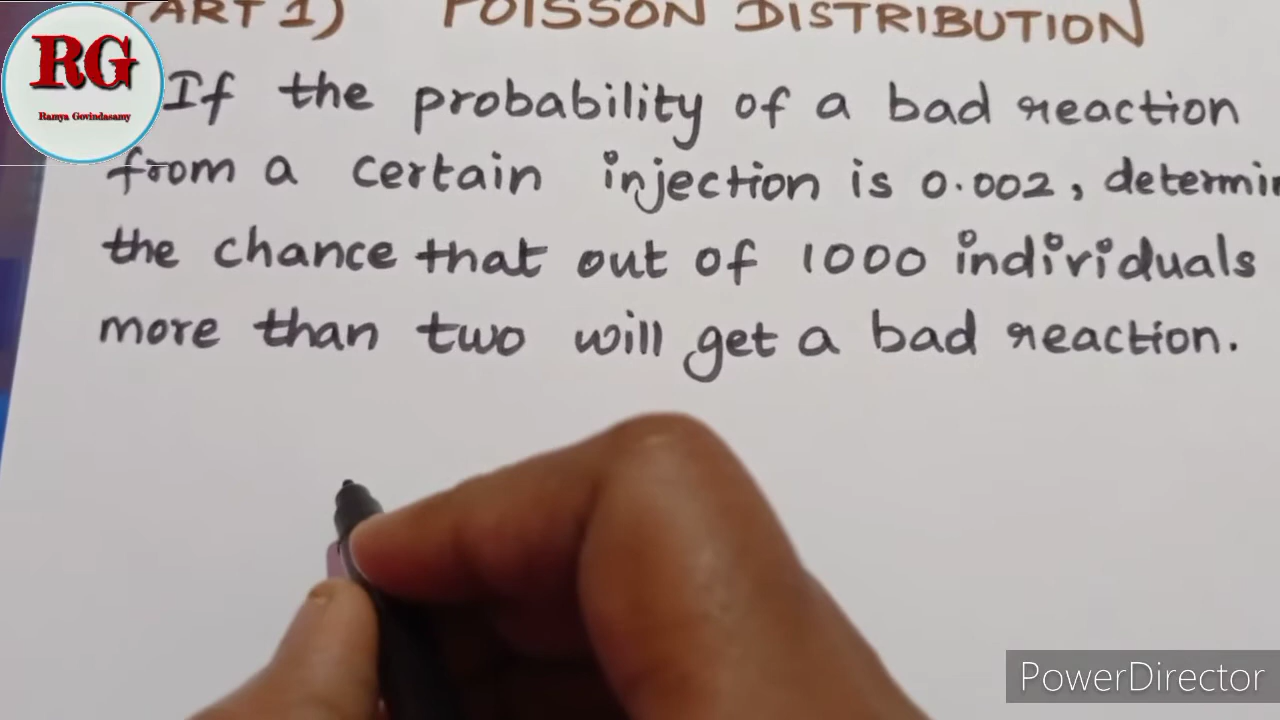 PART 1) POISSON DISTRIBUTION
RG
Ramya Govindasamy
If the probability of a bad reaction
from a certain injection is 0.002, determin
the chance that out of 1000 individuals
more than two will get a bad reaction.
PowerDirector